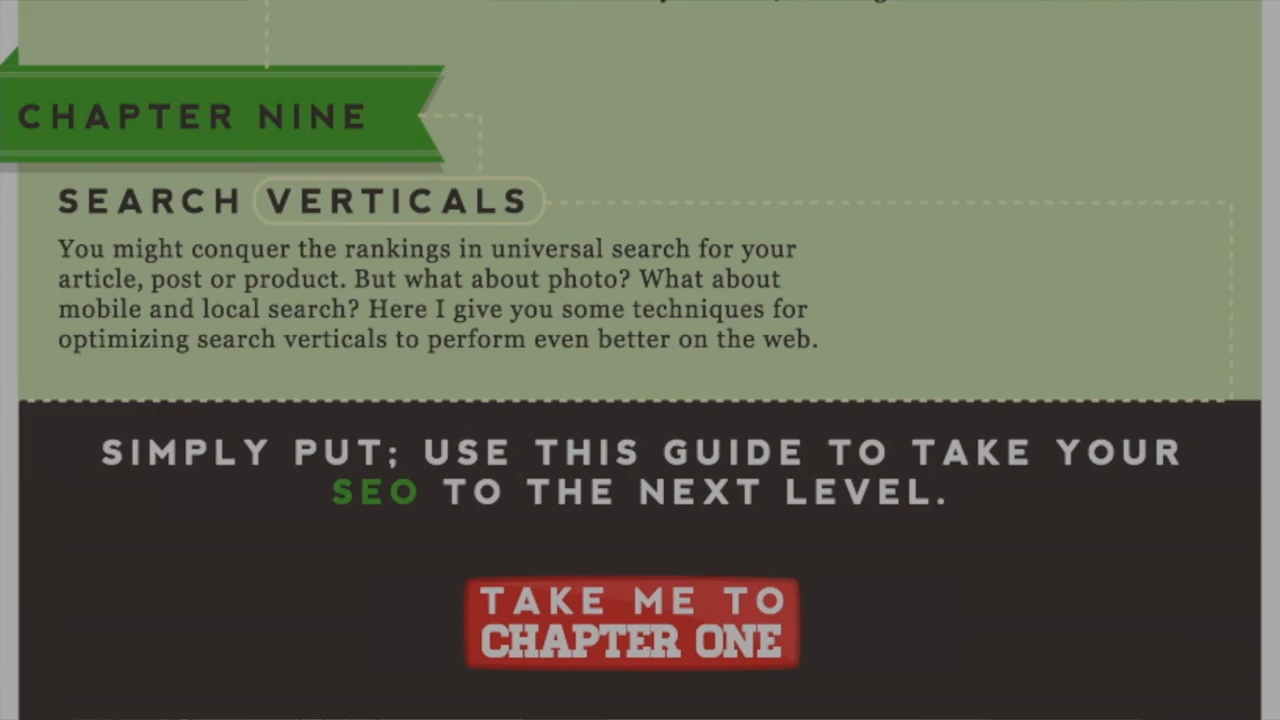 CHAPTER NINE
SEARCH VERTICALS
You might conquer the rankings in universal search for your
article, post or product. But what about photo? What about
mobile and local search? Here I give you some techniques for
optimizing search verticals to perform even better on the web.
SIMPLY PUT; USE THIS GUIDE TO TAKE YOUR
SEO TO THE NEXT LEVEL.
TAKE ME TO
CHAPTER ONE